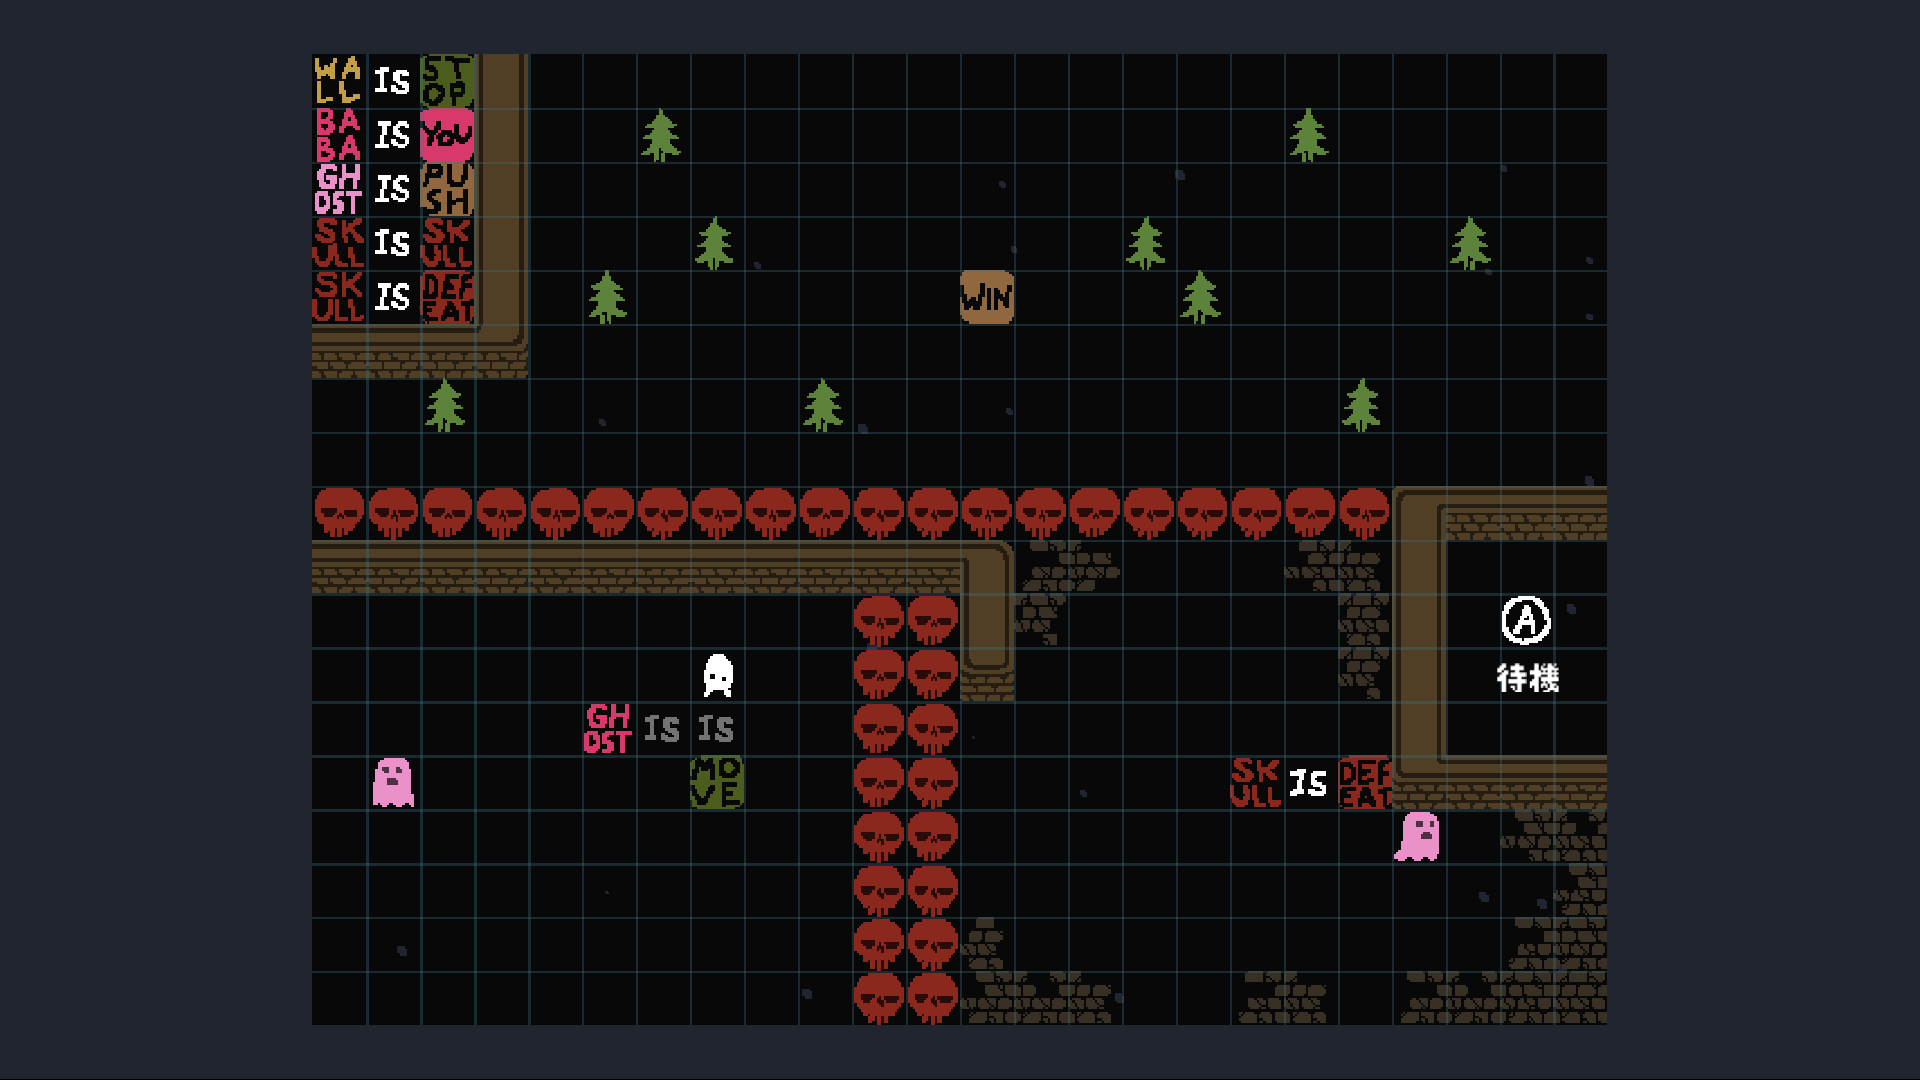 WALL IS STOP
BABA IS YOU
GHOST IS PUSH
SKULL IS SKULL
SKULL IS DEFEAT
WIN
A
待機
GHOST IS IS
MOVE
SKULL IS DEFEAT